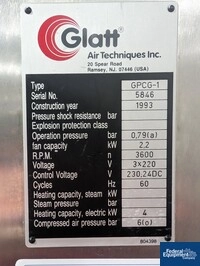 Glatt
Air Techniques Inc.
20 Spear Road
Ramsey, NJ. 07446 (USA)
Type GPCG-1
Serial No. 5846
Construction year 1993
Pressure shock resistance bar
Explosion protection class
Operation pressure bar 0,79(a)
fan capacity kW 2.2
R.P.M. n 3600
Voltage V 3×220
Control Voltage V 230.24DC
Cycles Hz 60
Heating capacity, steam kW
Steam pressure bar
Heating capacity, electric kW 4
Compressed air pressure bar 6(o)
B04300
Federal Equipment Company